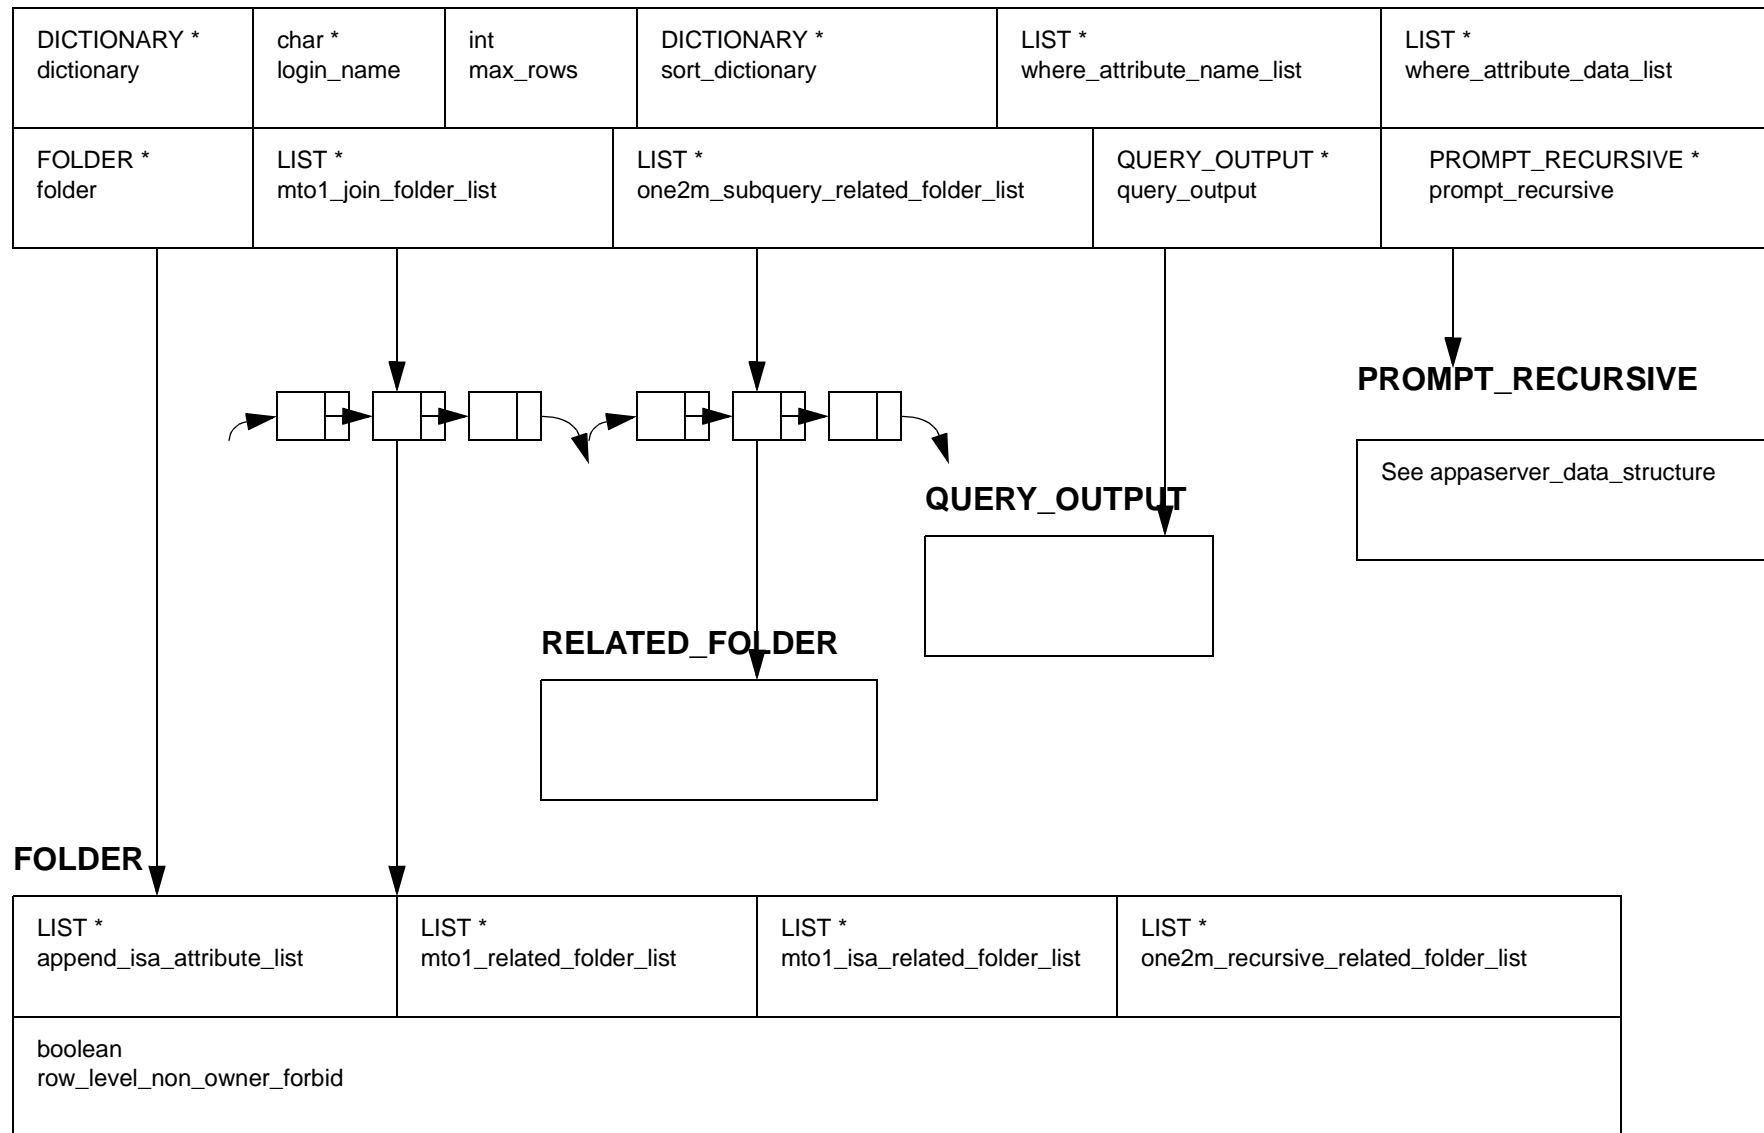 DICTIONARY *
dictionary
char *
login_name
int
max_rows
DICTIONARY *
sort_dictionary
LIST *
where_attribute_name_list
LIST *
where_attribute_data_list
FOLDER *
folder
LIST *
mto1_join_folder_list
LIST *
one2m_subquery_related_folder_list
QUERY_OUTPUT *
query_output
PROMPT_RECURSIVE *
prompt_recursive
PROMPT_RECURSIVE
See appaserver_data_structure
QUERY_OUTPUT
RELATED_FOLDER
FOLDER
LIST *
append_isa_attribute_list
LIST *
mto1_related_folder_list
LIST *
mto1_isa_related_folder_list
LIST *
one2m_recursive_related_folder_list
boolean
row_level_non_owner_forbid